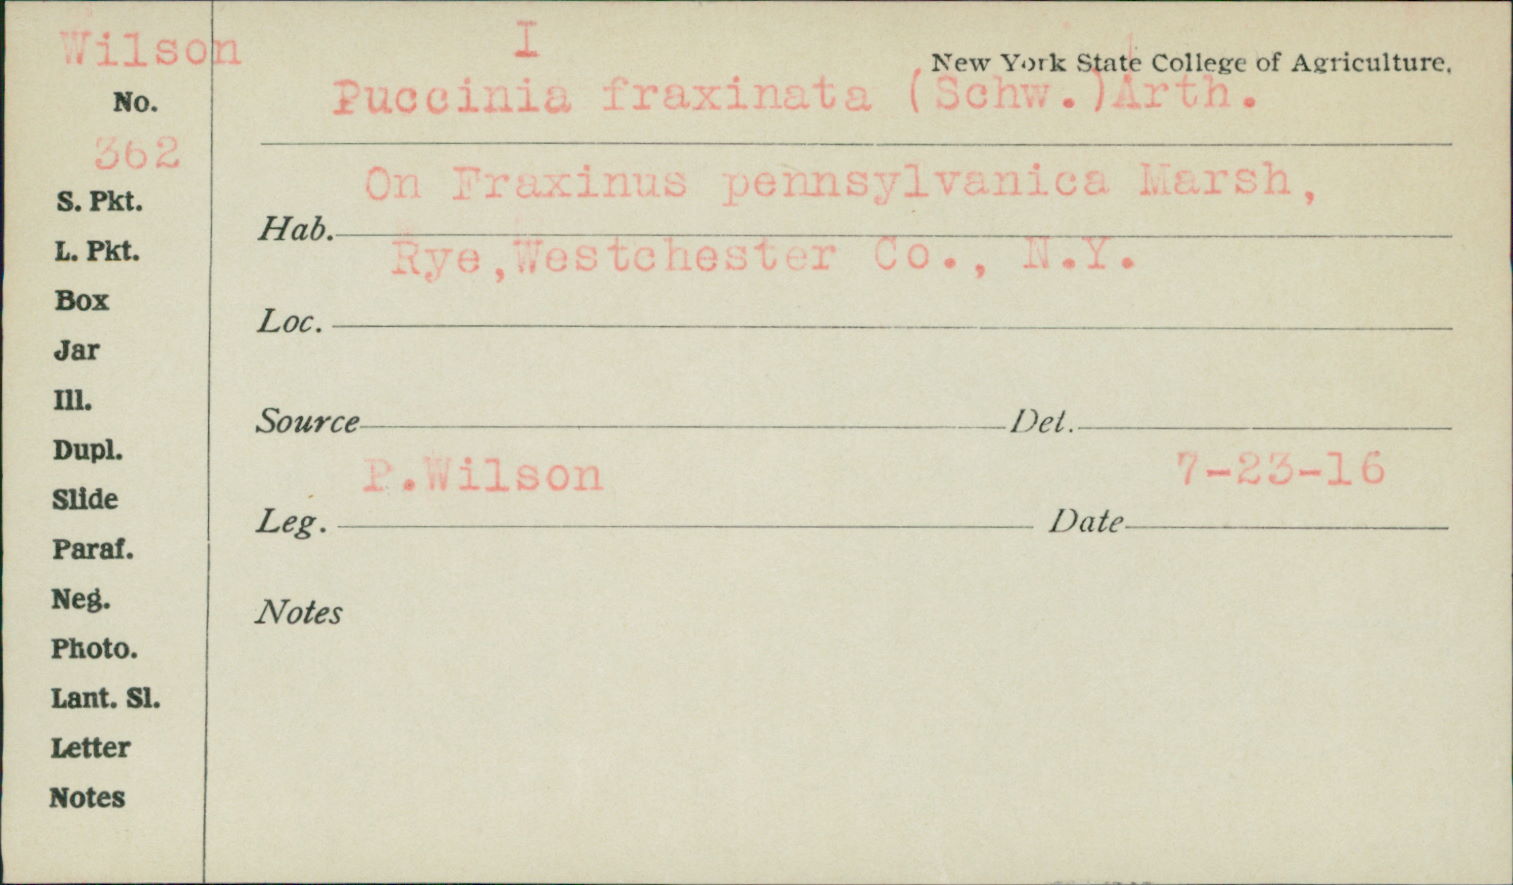 Wilson
I
New York State College of Agriculture,
No.
Puccinia fraxinata (Schw.)Arth.
362
On Fraxinus pennsylvanica Marsh,
S. Pkt.
Hab.
L. Pkt.
Rye,Westchester Co., N.Y.
Box
Loc.
Jar
Ill.
Source Det.
Dupl.
P.Wilson 7-23-16
Slide
Leg. Date
Paraf.
Neg.
Notes
Photo.
Lant. Sl.
Letter
Notes